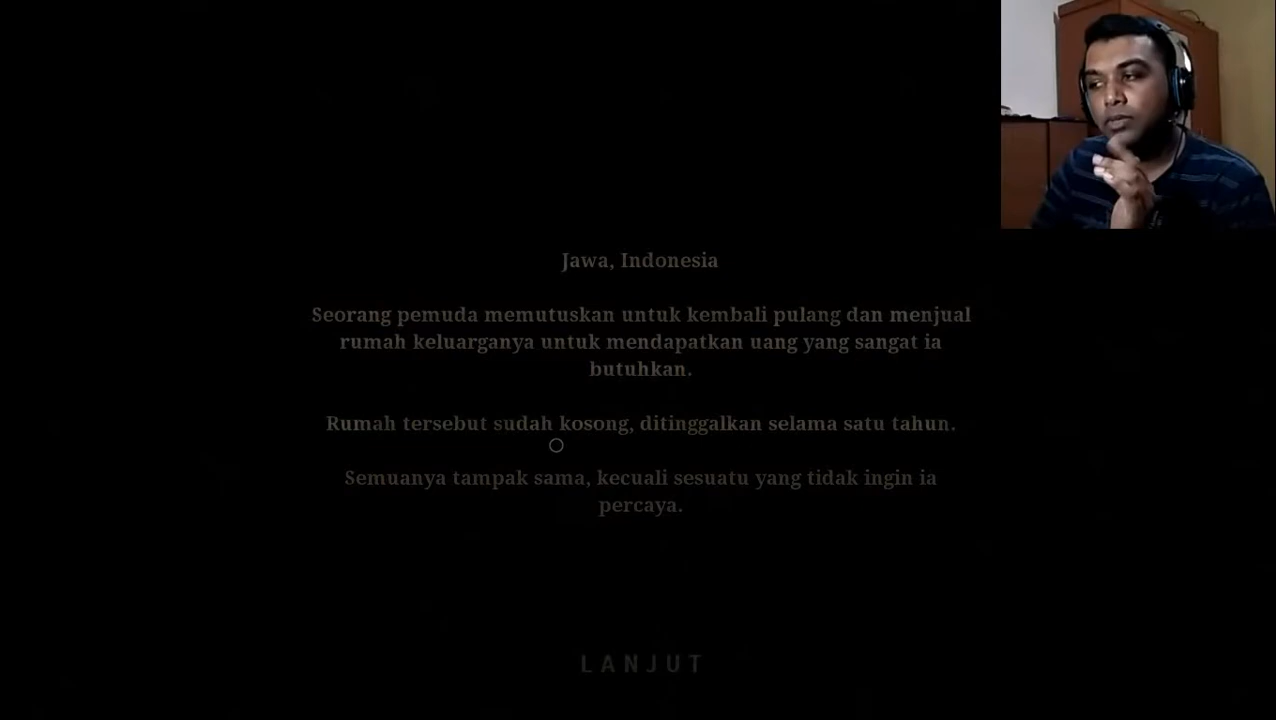 Jawa, Indonesia
Seorang pemuda memutuskan untuk kembali pulang dan menjual
rumah keluarganya untuk mendapatkan uang yang sangat ia
butuhkan.
Rumah tersebut sudah kosong, ditinggalkan selama satu tahun.
Semuanya tampak sama, kecuali sesuatu yang tidak ingin ia
percaya.
LANJUT